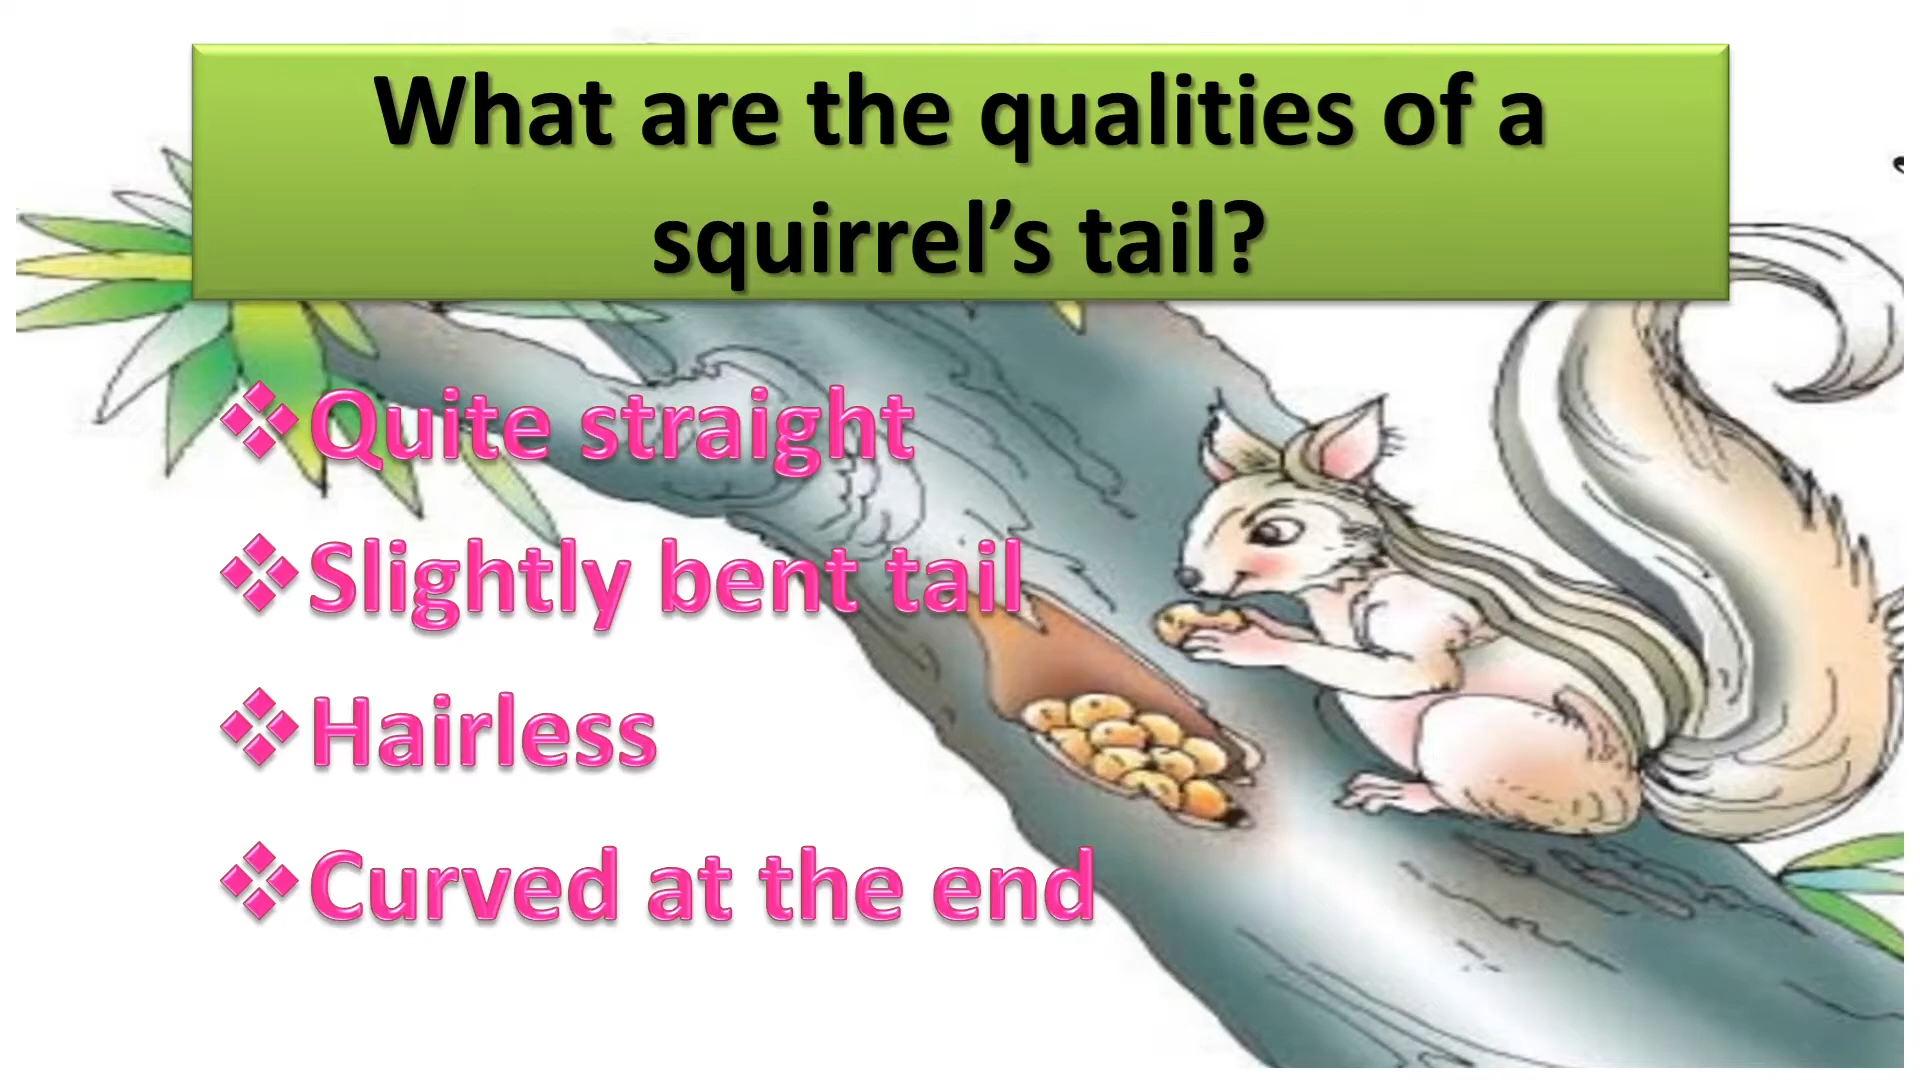 What are the qualities of a
squirrel’s tail?
❖Quite straight
❖Slightly bent tail
❖Hairless
❖Curved at the end